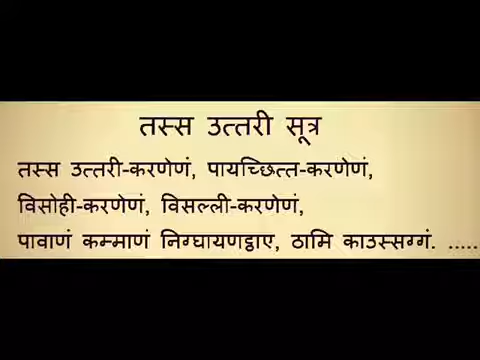 तस्स उत्तरी सूत्र
तस्स उत्तरी-करणेणं, पायच्छित्त-करणेणं,
विसोही-करणेणं, विसल्ली-करणेणं,
पावाणं कम्माणं निग्घायणट्ठाए, ठामि काउस्सग्गं. .....